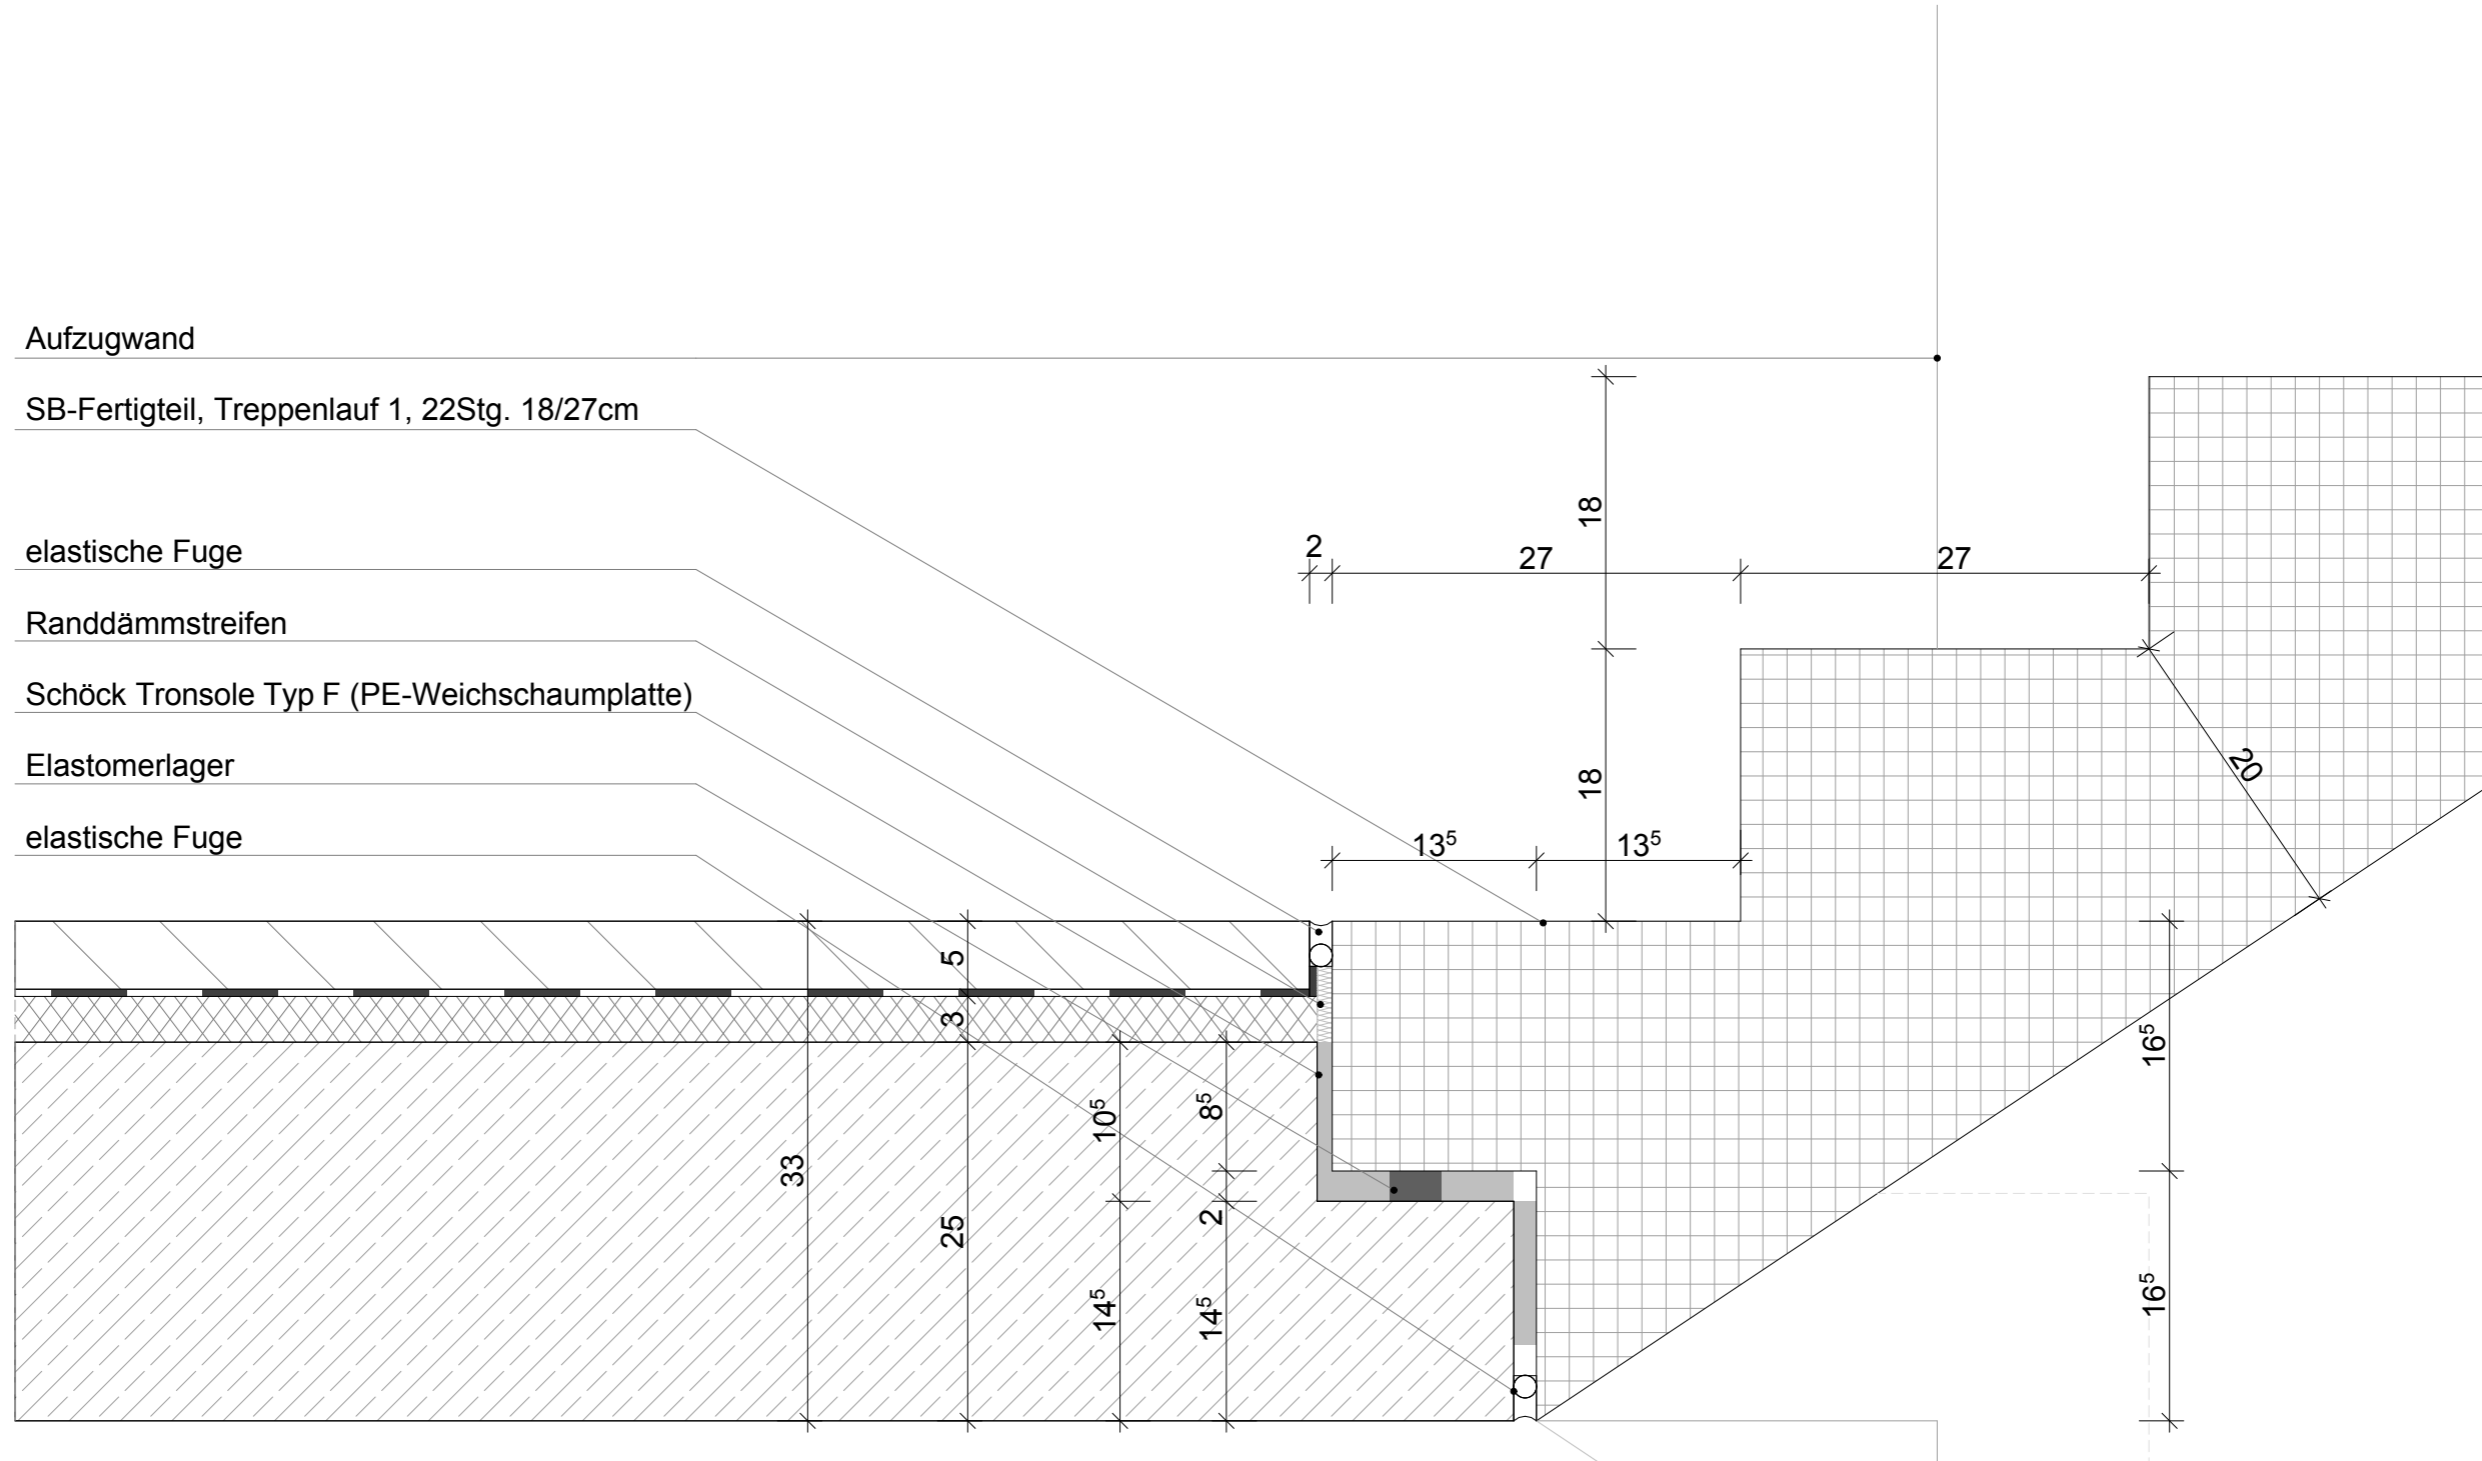 Aufzugwand
SB-Fertigteil, Treppenlauf 1, 22Stg. 18/27cm
elastische Fuge
Randdämmstreifen
Schöck Tronsole Typ F (PE-Weichschaumplatte)
Elastomerlager
elastische Fuge
18
2
27
27
18
20
13⁵
13⁵
5
3
16⁵
10⁵
8⁵
33
25
2
14⁵
14⁵
16⁵